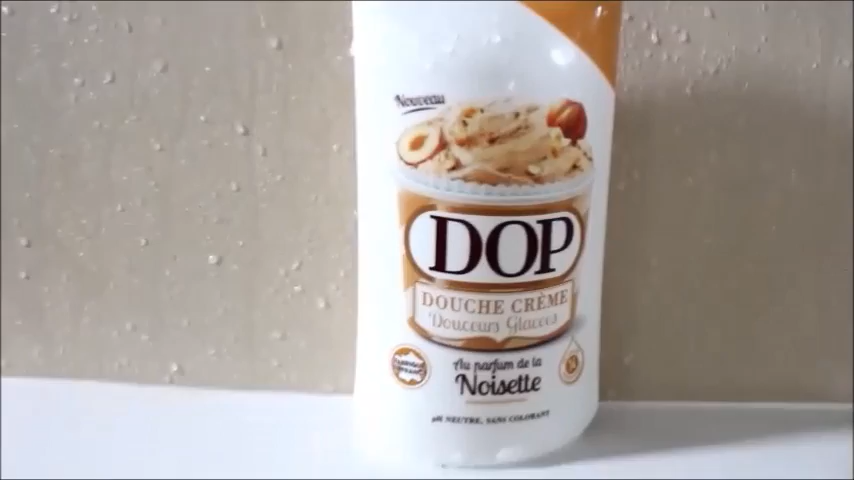 Nouveau
DOP
DOUCHE CRÈME
Douceurs Glacées
Au parfum de la
Noisette
pH NEUTRE, SANS COLORANT